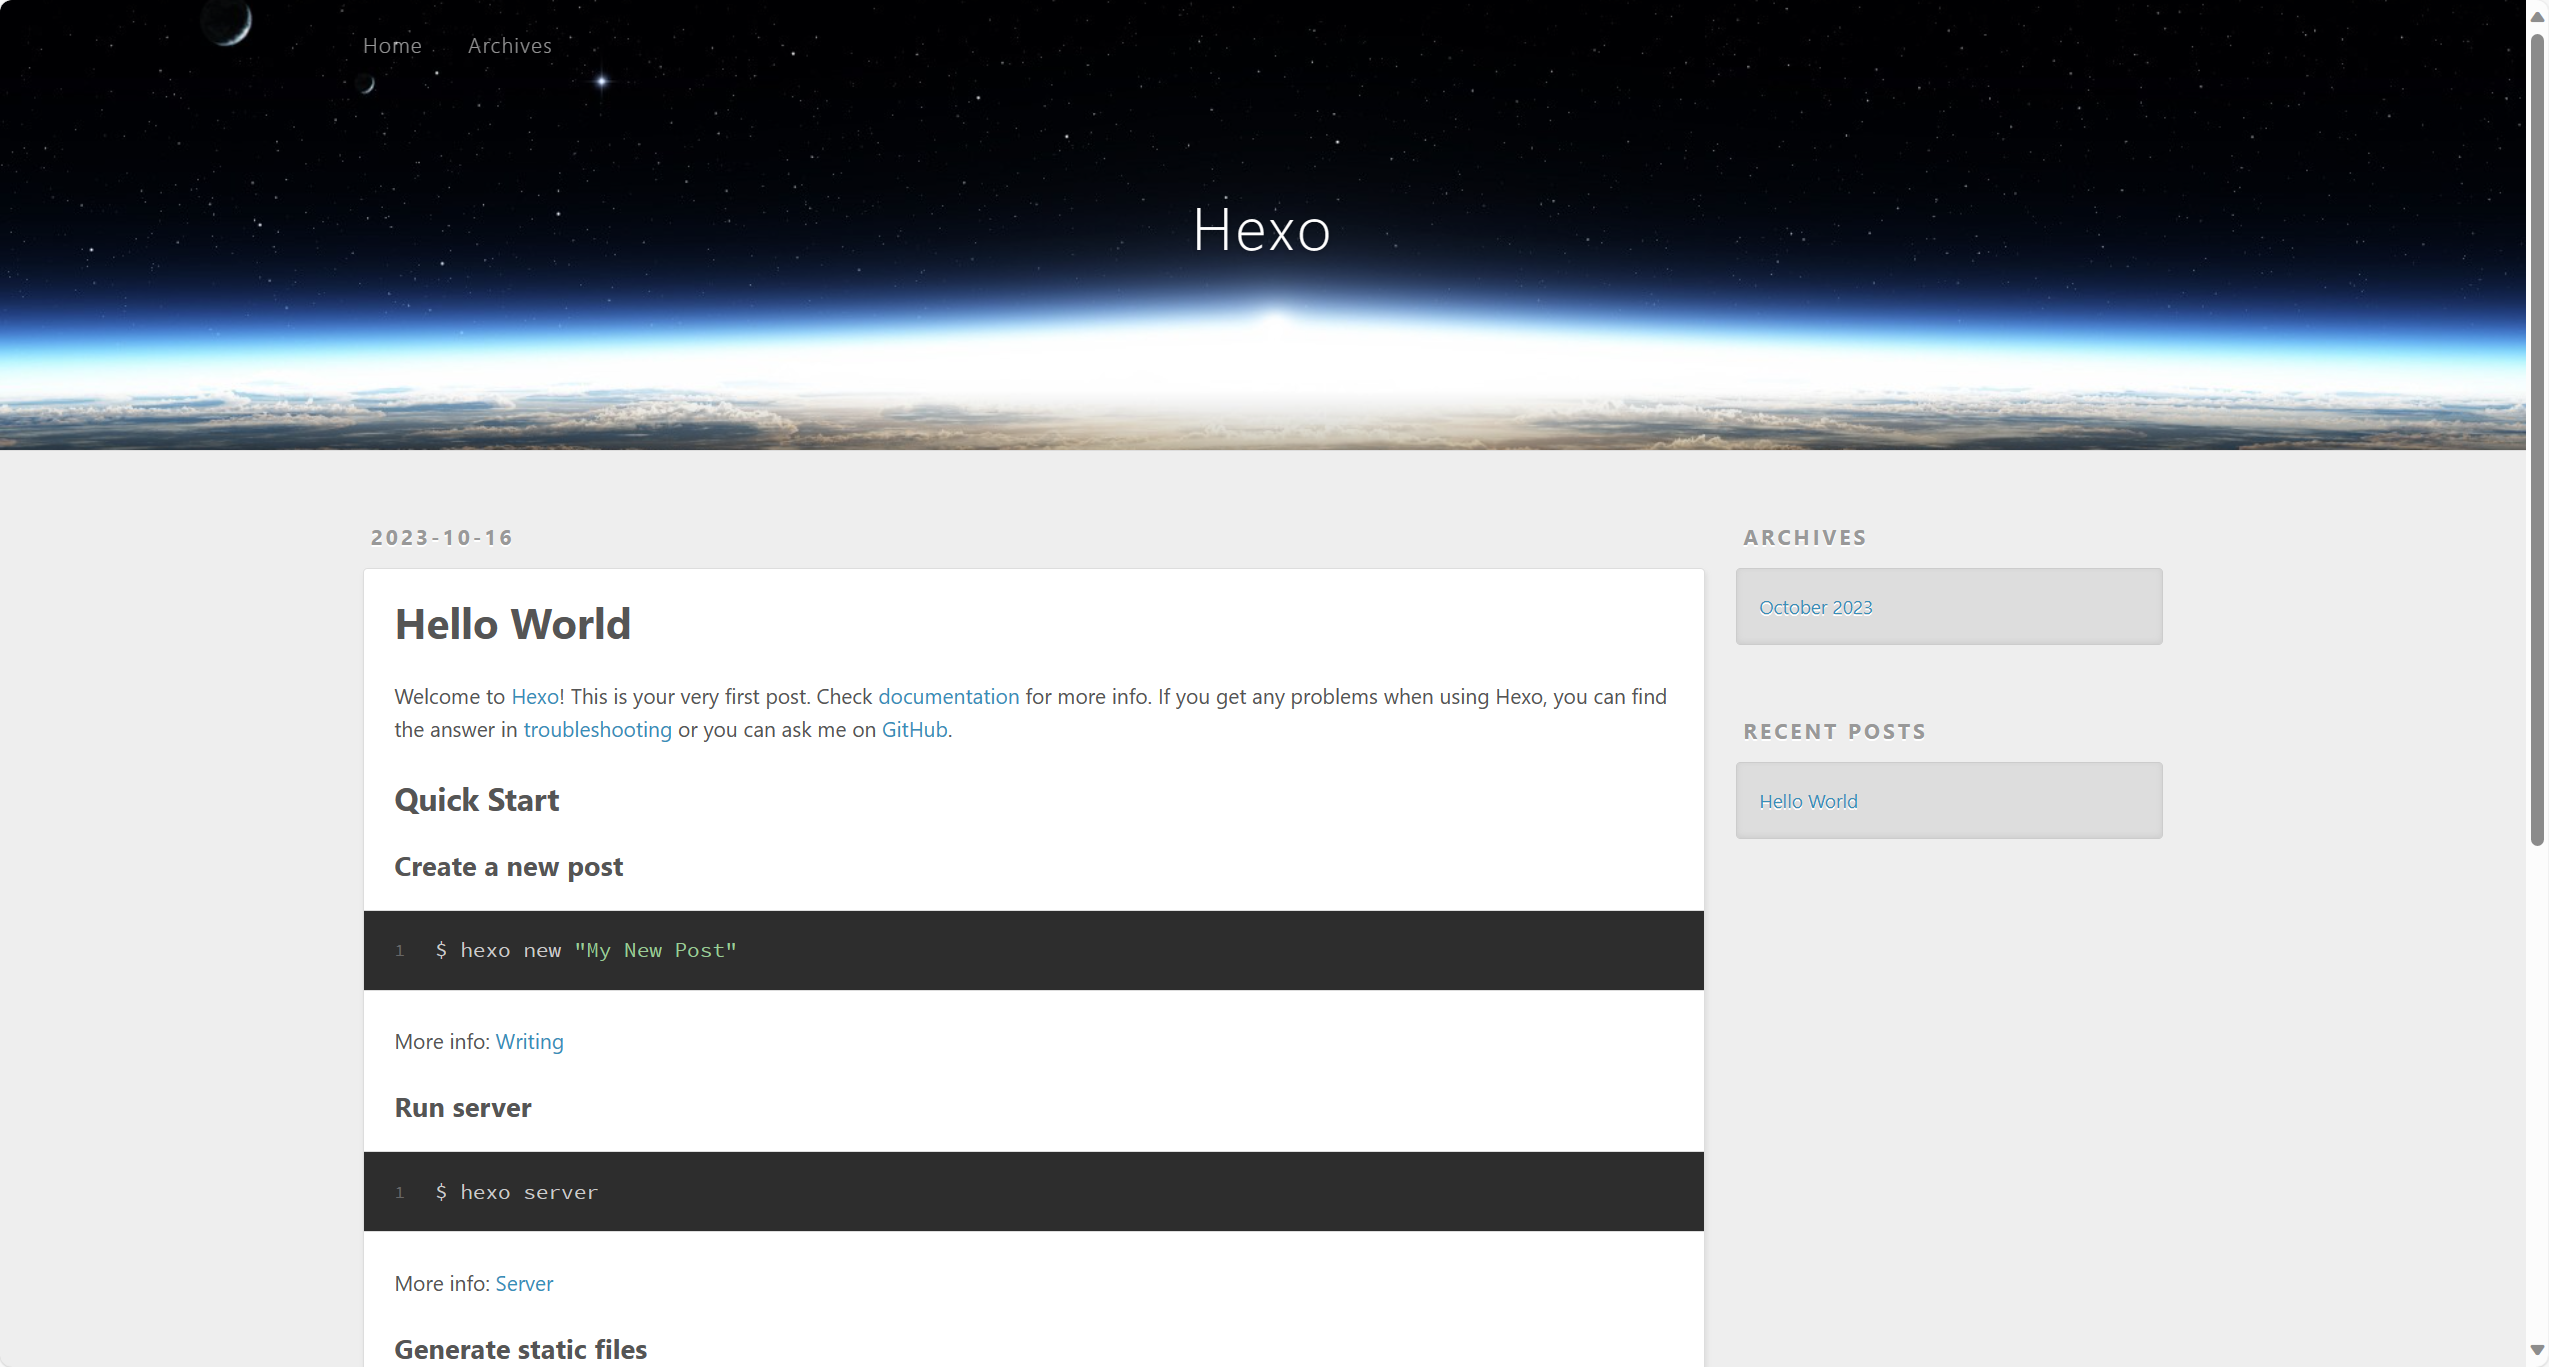 Home Archives
Hexo
2023-10-16
Hello World
Welcome to Hexo! This is your very first post. Check documentation for more info. If you get any problems when using Hexo, you can find
the answer in troubleshooting or you can ask me on GitHub.
Quick Start
Create a new post
1 $ hexo new "My New Post"
More info: Writing
Run server
1 $ hexo server
More info: Server
Generate static files
ARCHIVES
October 2023
RECENT POSTS
Hello World